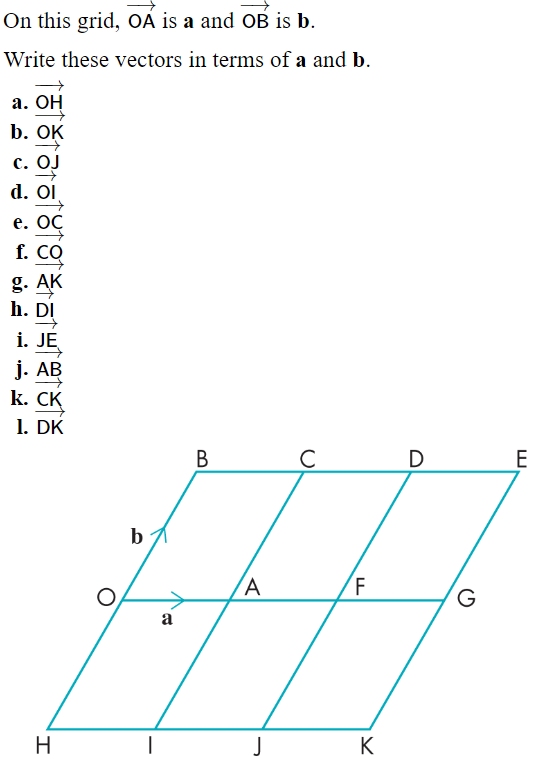 On this grid, OA is a and OB is b.
Write these vectors in terms of a and b.
a. OH
b. OK
c. OJ
d. OI
e. OC
f. CO
g. AK
h. DI
i. JE
j. AB
k. CK
l. DK
B C D E
b
O A F G
a
H I J K